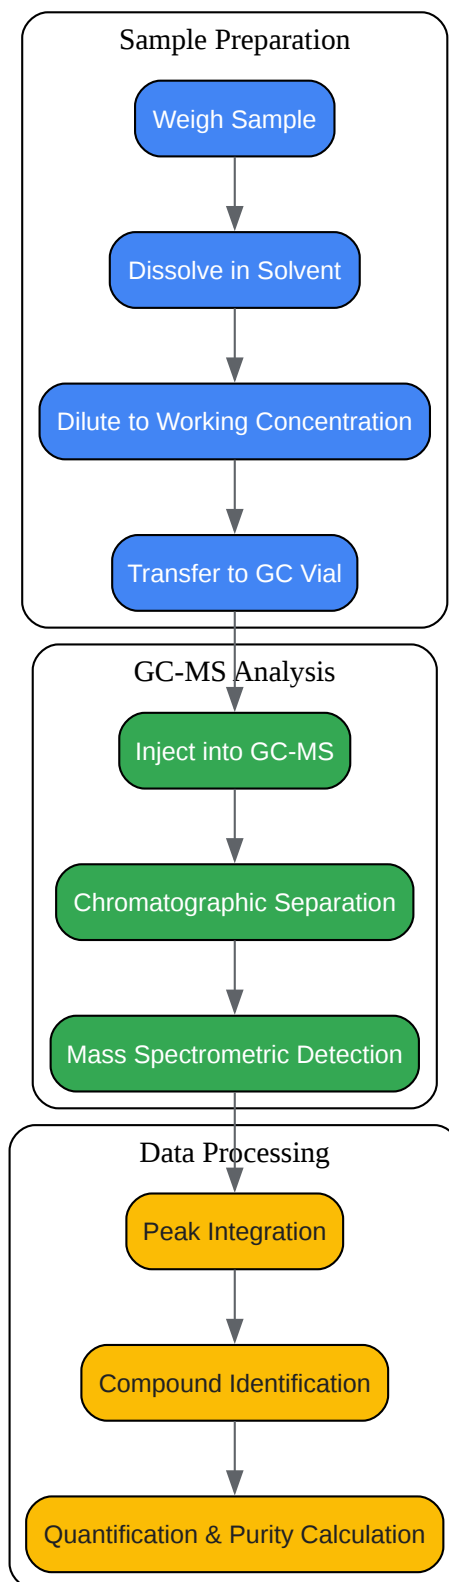 Sample Preparation
Weigh Sample
Dissolve in Solvent
Dilute to Working Concentration
Transfer to GC Vial
GC-MS Analysis
Inject into GC-MS
Chromatographic Separation
Mass Spectrometric Detection
Data Processing
Peak Integration
Compound Identification
Quantification & Purity Calculation